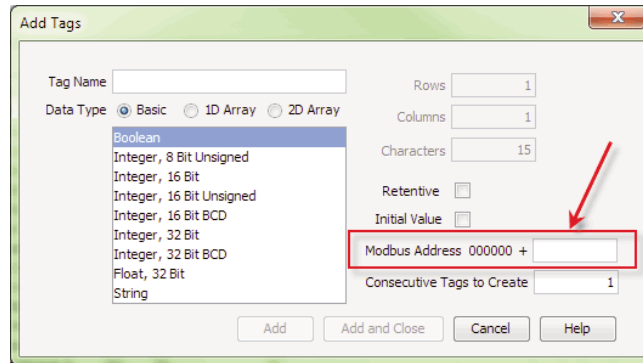 Add Tags
Tag Name
Data Type Basic 1D Array 2D Array
Boolean
Integer, 8 Bit Unsigned
Integer, 16 Bit
Integer, 16 Bit Unsigned
Integer, 16 Bit BCD
Integer, 32 Bit
Integer, 32 Bit BCD
Float, 32 Bit
String
Rows 1
Columns 1
Characters 15
Retentive
Initial Value
Modbus Address 000000 +
Consecutive Tags to Create 1
Add Add and Close Cancel Help